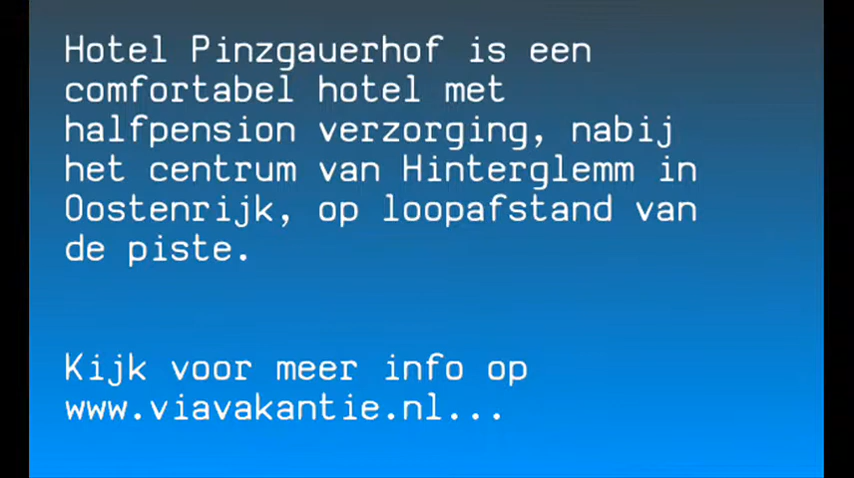 Hotel Pinzgauerhof is een
comfortabel hotel met
halfpension verzorging, nabij
het centrum van Hinterglemm in
Oostenrijk, op loopafstand van
de piste.
Kijk voor meer info op
www.viavakantie.nl...